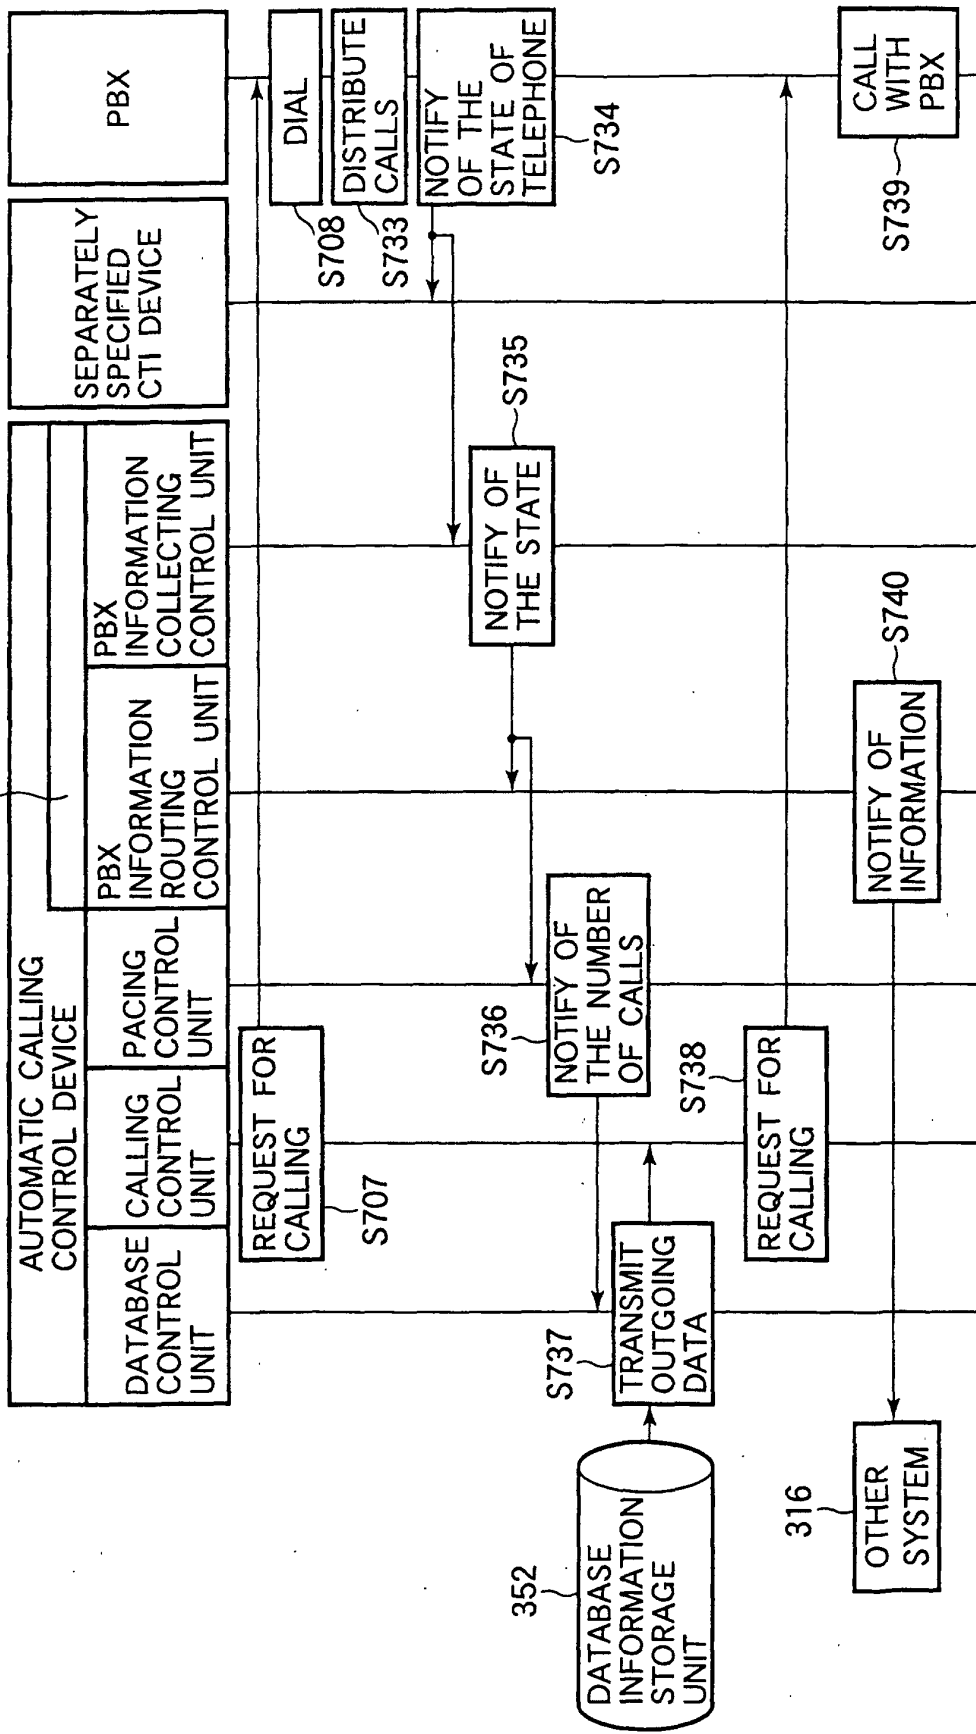 AUTOMATIC CALLING
CONTROL DEVICE
DATABASE
CONTROL
UNIT
CALLING
CONTROL
UNIT
PACING
CONTROL
UNIT
PBX
INFORMATION
ROUTING
CONTROL UNIT
PBX
INFORMATION
COLLECTING
CONTROL UNIT
SEPARATELY
SPECIFIED
CTI DEVICE
PBX
REQUEST FOR
CALLING
S707
DIAL
S708
DISTRIBUTE
CALLS
S733
NOTIFY
OF THE
STATE OF
TELEPHONE
S734
NOTIFY OF
THE STATE
S735
NOTIFY OF
THE NUMBER
OF CALLS
S736
352
DATABASE
INFORMATION
STORAGE
UNIT
S737
TRANSMIT
OUTGOING
DATA
S738
REQUEST FOR
CALLING
CALL
WITH
PBX
S739
NOTIFY OF
INFORMATION
S740
316
OTHER
SYSTEM